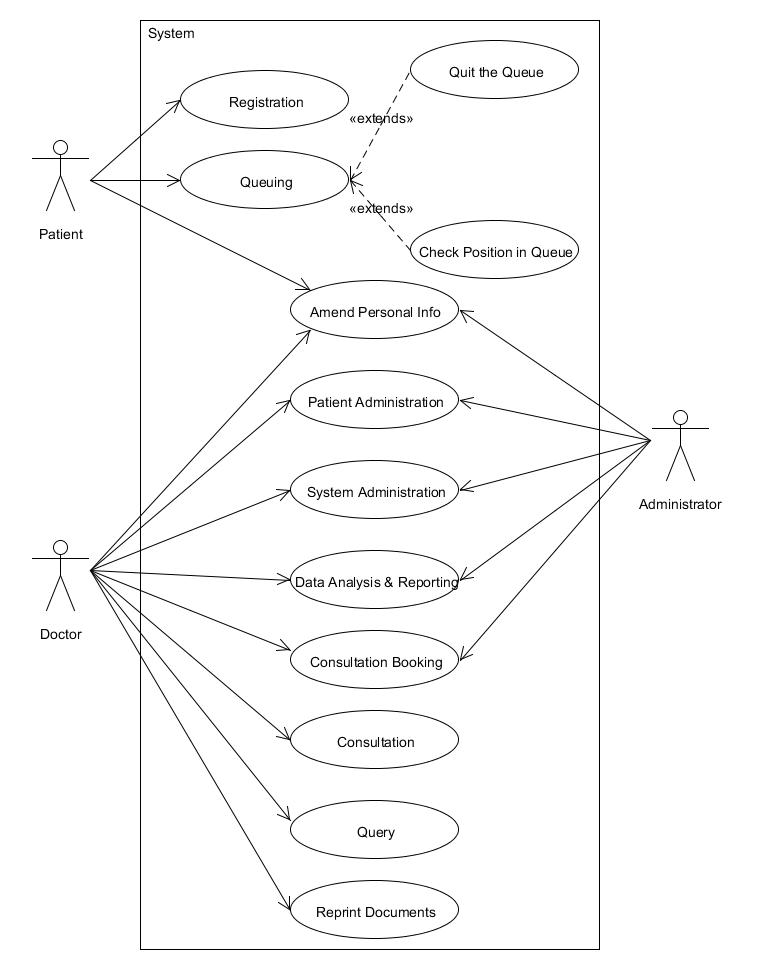 System
Quit the Queue
Registration
«extends»
Queuing
Patient
«extends»
Check Position in Queue
Amend Personal Info
Patient Administration
System Administration
Administrator
Data Analysis & Reporting
Doctor
Consultation Booking
Consultation
Query
Reprint Documents